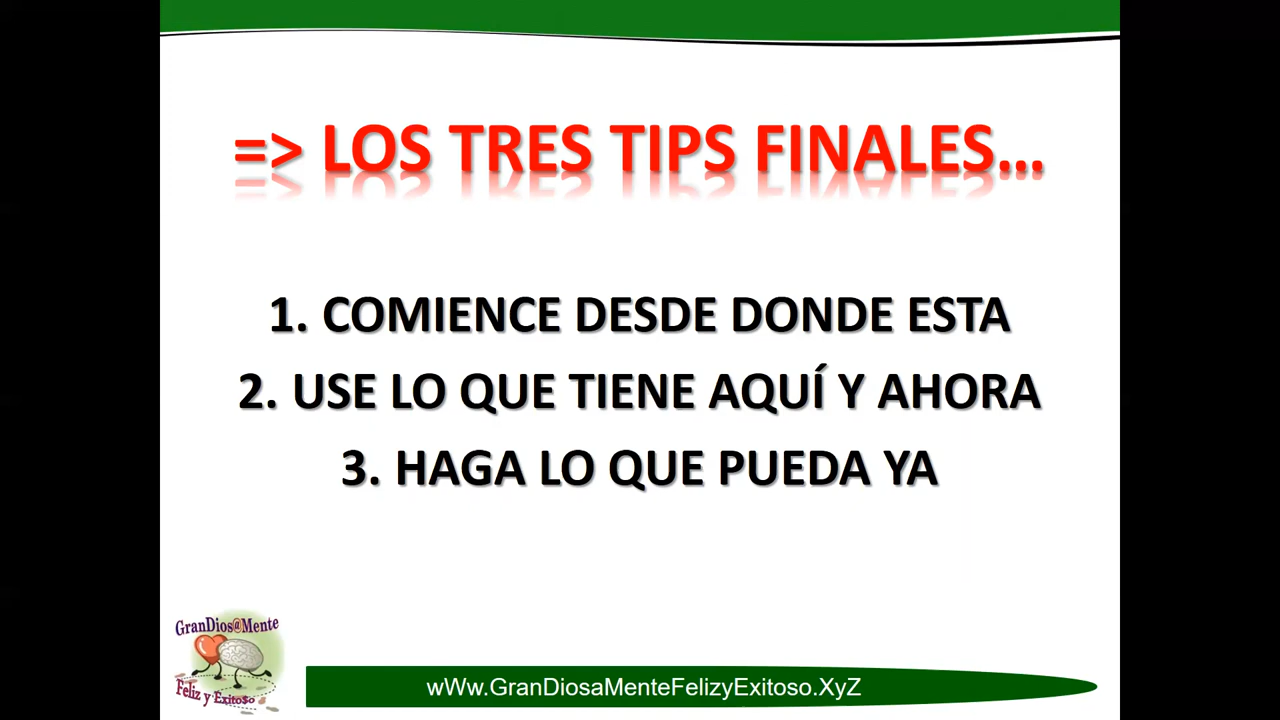 => LOS TRES TIPS FINALES...
1. COMIENCE DESDE DONDE ESTA
2. USE LO QUE TIENE AQUÍ Y AHORA
3. HAGA LO QUE PUEDA YA
GranDios@Mente
Feliz y Exito$o
wWw.GranDiosaMenteFelizyExitoso.XyZ